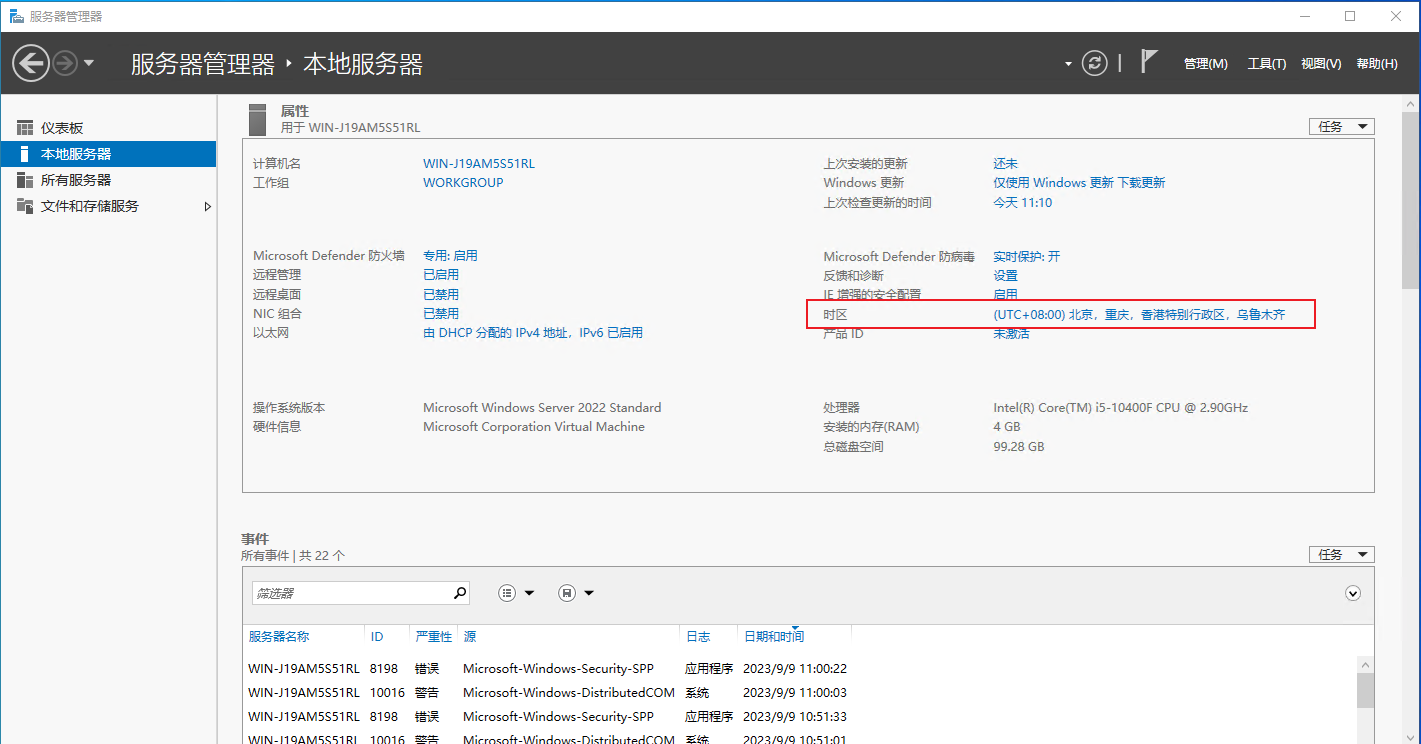 服务器管理器
服务器管理器 · 本地服务器
管理(M) 工具(T) 视图(V) 帮助(H)
仪表板
本地服务器
所有服务器
文件和存储服务
属性
用于 WIN-J19AM5S51RL
任务
计算机名 WIN-J19AM5S51RL
工作组 WORKGROUP
上次安装的更新 还未
Windows 更新 仅使用 Windows 更新 下载更新
上次检查更新的时间 今天 11:10
Microsoft Defender 防火墙 专用: 启用
远程管理 已启用
远程桌面 已禁用
NIC 组合 已禁用
以太网 由 DHCP 分配的 IPv4 地址，IPv6 已启用
Microsoft Defender 防病毒 实时保护: 开
反馈和诊断 设置
IE 增强的安全配置 启用
时区 (UTC+08:00) 北京，重庆，香港特别行政区，乌鲁木齐
产品 ID 未激活
操作系统版本 Microsoft Windows Server 2022 Standard
硬件信息 Microsoft Corporation Virtual Machine
处理器 Intel(R) Core(TM) i5-10400F CPU @ 2.90GHz
安装的内存(RAM) 4 GB
总磁盘空间 99.28 GB
事件
所有事件 | 共 22 个
任务
筛选器
服务器名称 ID 严重性 源 日志 日期和时间
WIN-J19AM5S51RL 8198 错误 Microsoft-Windows-Security-SPP 应用程序 2023/9/9 11:00:22
WIN-J19AM5S51RL 10016 警告 Microsoft-Windows-DistributedCOM 系统 2023/9/9 11:00:03
WIN-J19AM5S51RL 8198 错误 Microsoft-Windows-Security-SPP 应用程序 2023/9/9 10:51:33
WIN-J19AM5S51RL 10016 警告 Microsoft-Windows-DistributedCOM 系统 2023/9/9 10:51:01